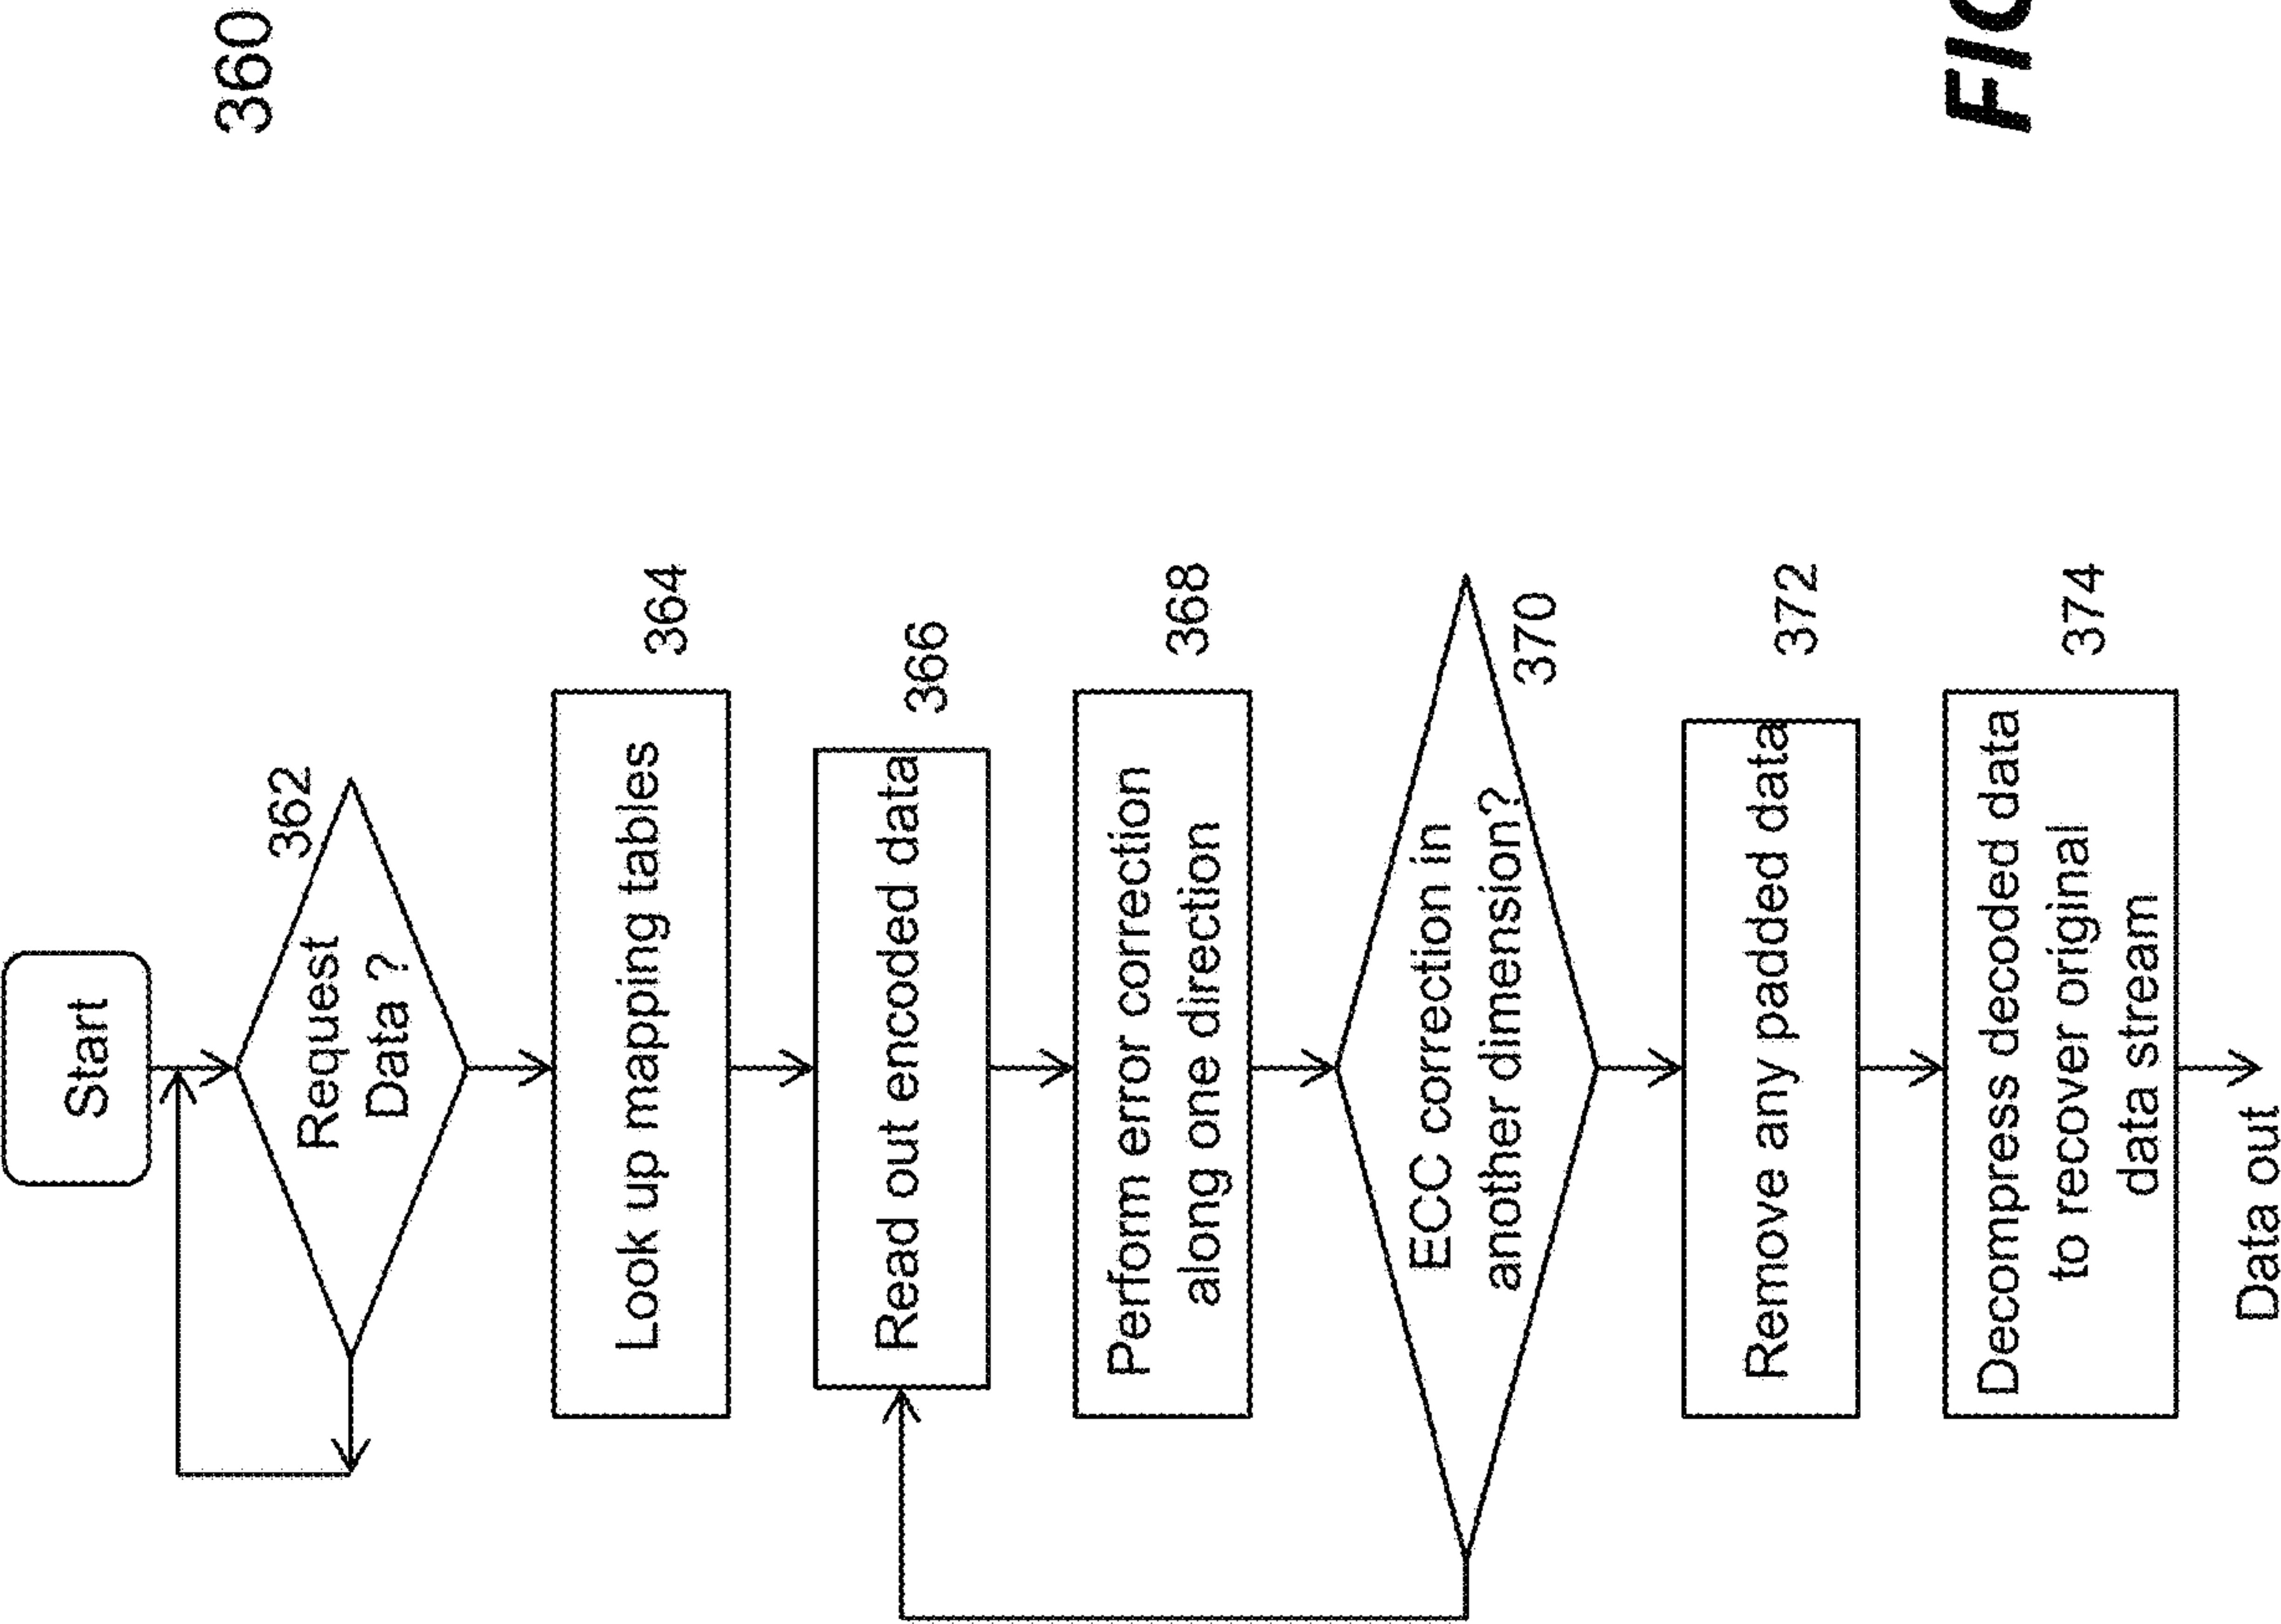 360
Start
362
Request
Data ?
Look up mapping tables
364
Read out encoded data
366
Perform error correction
along one direction
368
ECC correction in
another dimension?
370
Remove any padded data
372
Decompress decoded data
to recover original
data stream
374
Data out